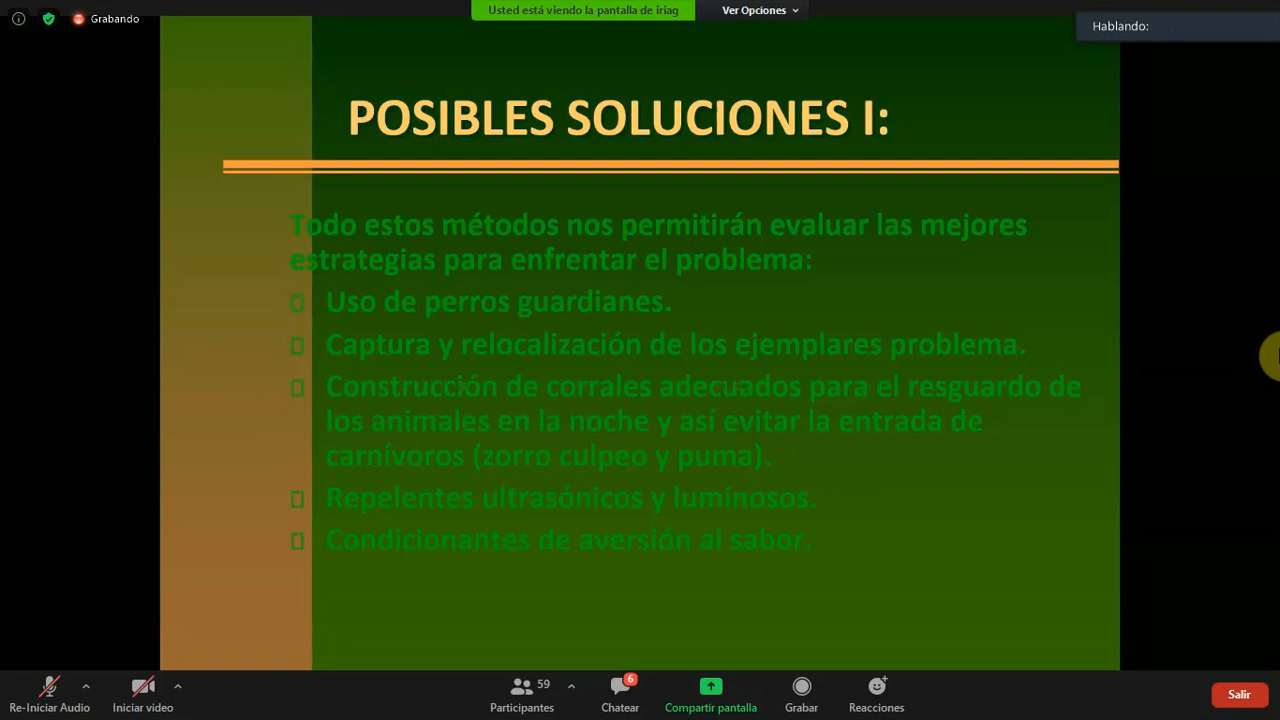 Grabando
Usted está viendo la pantalla de iriag
Ver Opciones
Hablando:
POSIBLES SOLUCIONES I:
Todo estos métodos nos permitirán evaluar las mejores
estrategias para enfrentar el problema:
Uso de perros guardianes.
Captura y relocalización de los ejemplares problema.
Construcción de corrales adecuados para el resguardo de
los animales en la noche y así evitar la entrada de
carnívoros (zorro culpeo y puma).
Repelentes ultrasónicos y luminosos.
Condicionantes de aversión al sabor.
59
6
Re-Iniciar Audio
Iniciar video
Participantes
Chatear
Compartir pantalla
Grabar
Reacciones
Salir